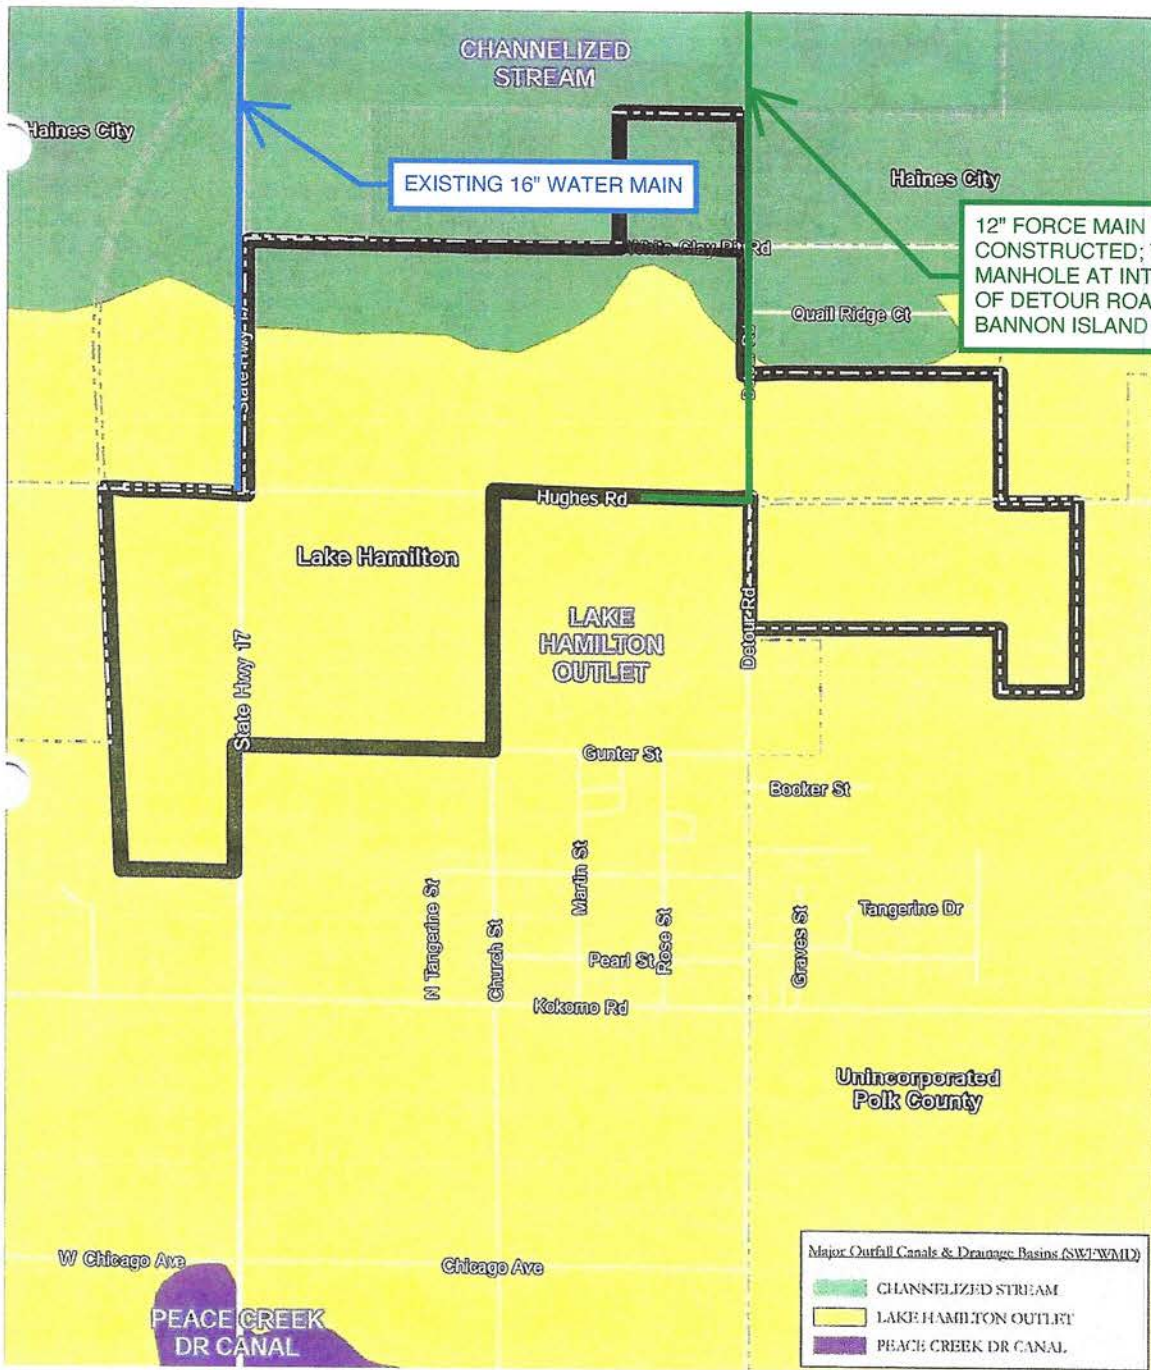 CHANNELIZED
STREAM
Haines City
EXISTING 16" WATER MAIN
Haines City
12" FORCE MAIN
CONSTRUCTED;
MANHOLE AT INT
OF DETOUR ROA
BANNON ISLAND
White Clay Pit Rd
Quail Ridge Ct
State Hwy 17
Hughes Rd
Lake Hamilton
LAKE
HAMILTON
OUTLET
Detour Rd
State Hwy 17
Gunter St
Booker St
Martin St
N Tangerine St
Church St
Rose St
Graves St
Tangerine Dr
Pearl St
Kokomo Rd
Unincorporated
Polk County
W Chicago Ave
Chicago Ave
PEACE CREEK
DR CANAL
Major Outfall Canals & Drainage Basins (SWFWMD)
CHANNELIZED STREAM
LAKE HAMILTON OUTLET
PEACE CREEK DR CANAL